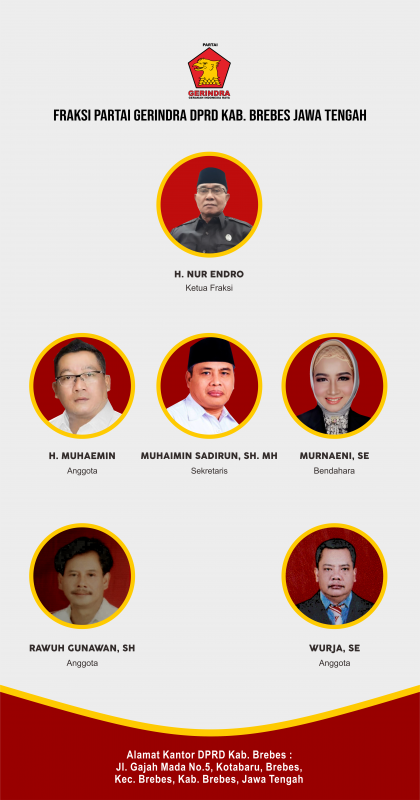 PARTAI
GERINDRA
GERAKAN INDONESIA RAYA
FRAKSI PARTAI GERINDRA DPRD KAB. BREBES JAWA TENGAH
H. NUR ENDRO
Ketua Fraksi
H. MUHAEMIN
Anggota
MUHAIMIN SADIRUN, SH. MH
Sekretaris
MURNAENI, SE
Bendahara
RAWUH GUNAWAN, SH
Anggota
WURJA, SE
Anggota
Alamat Kantor DPRD Kab. Brebes :
Jl. Gajah Mada No.5, Kotabaru, Brebes,
Kec. Brebes, Kab. Brebes, Jawa Tengah